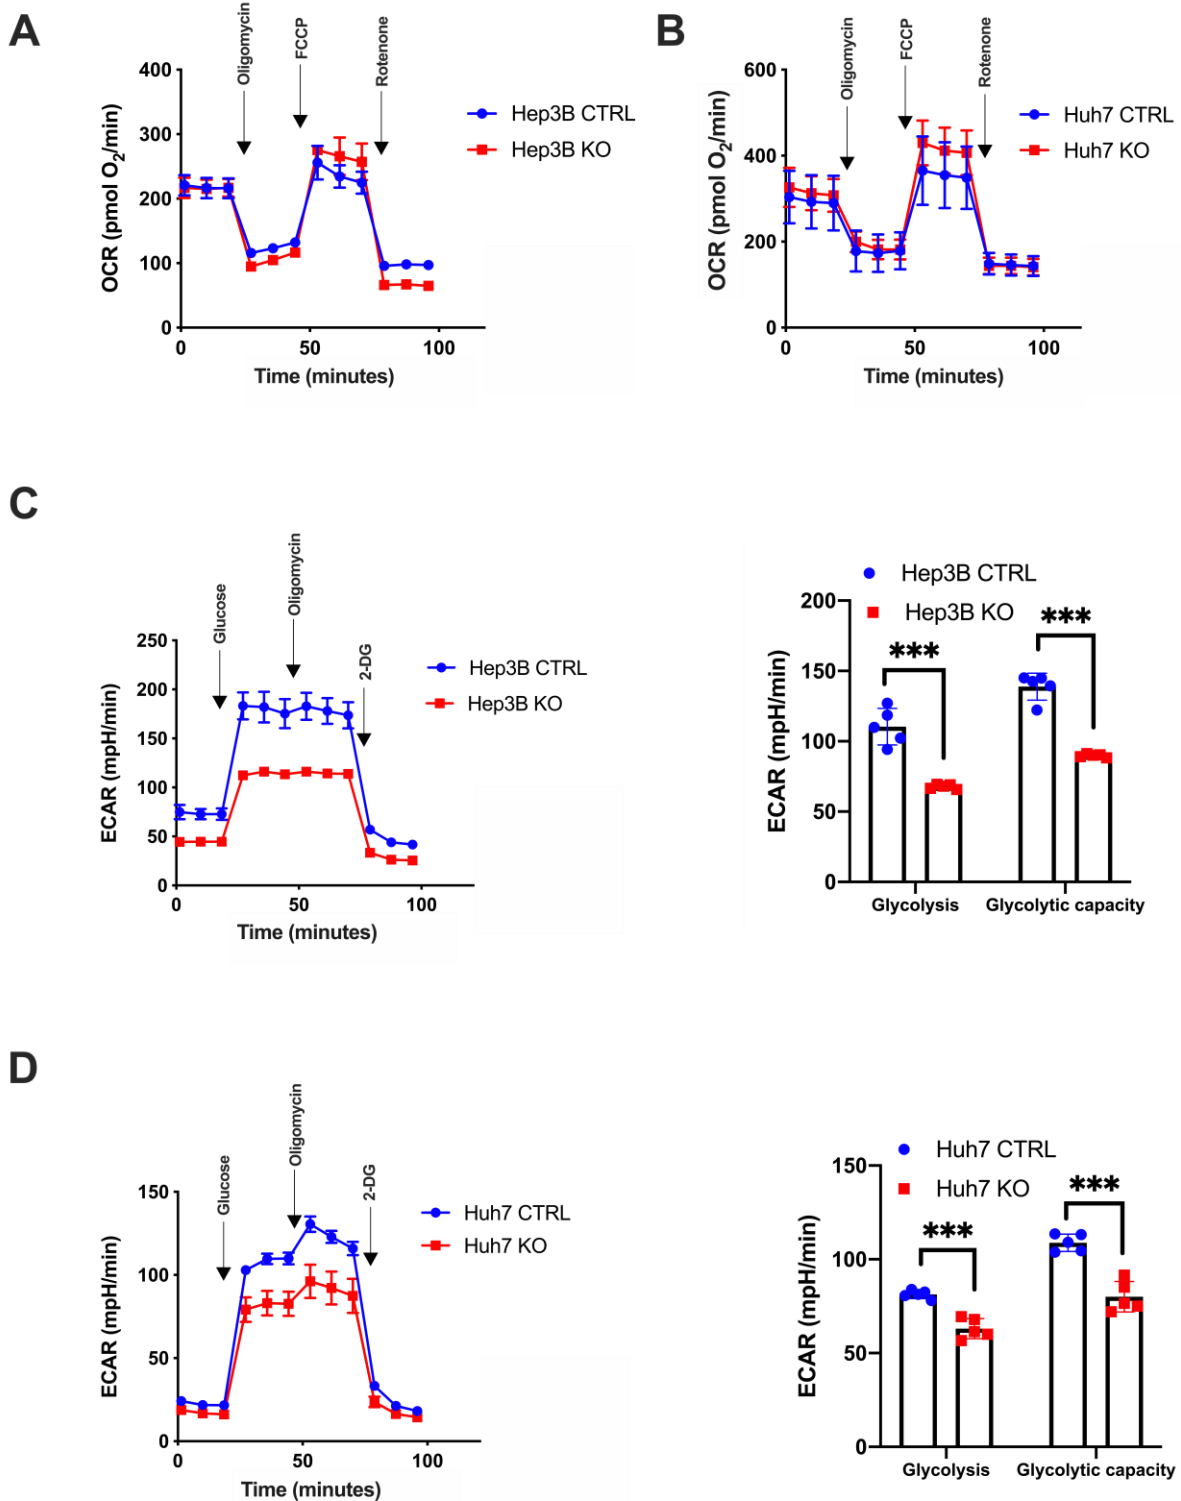 A
Oligomycin
FCCP
Rotenone
400
300
200
100
0
OCR (pmol O2/min)
0 50 100
Time (minutes)
Hep3B CTRL
Hep3B KO
B
Oligomycin
FCCP
Rotenone
600
400
200
0
OCR (pmol O2/min)
0 50 100
Time (minutes)
Huh7 CTRL
Huh7 KO
C
Glucose
Oligomycin
2-DG
250
200
150
100
50
0
ECAR (mpH/min)
0 50 100
Time (minutes)
Hep3B CTRL
Hep3B KO
Hep3B CTRL
Hep3B KO
200
150
100
50
0
ECAR (mpH/min)
***
***
Glycolysis Glycolytic capacity
D
Glucose
Oligomycin
2-DG
150
100
50
0
ECAR (mpH/min)
0 50 100
Time (minutes)
Huh7 CTRL
Huh7 KO
Huh7 CTRL
Huh7 KO
150
100
50
0
ECAR (mpH/min)
***
***
Glycolysis Glycolytic capacity